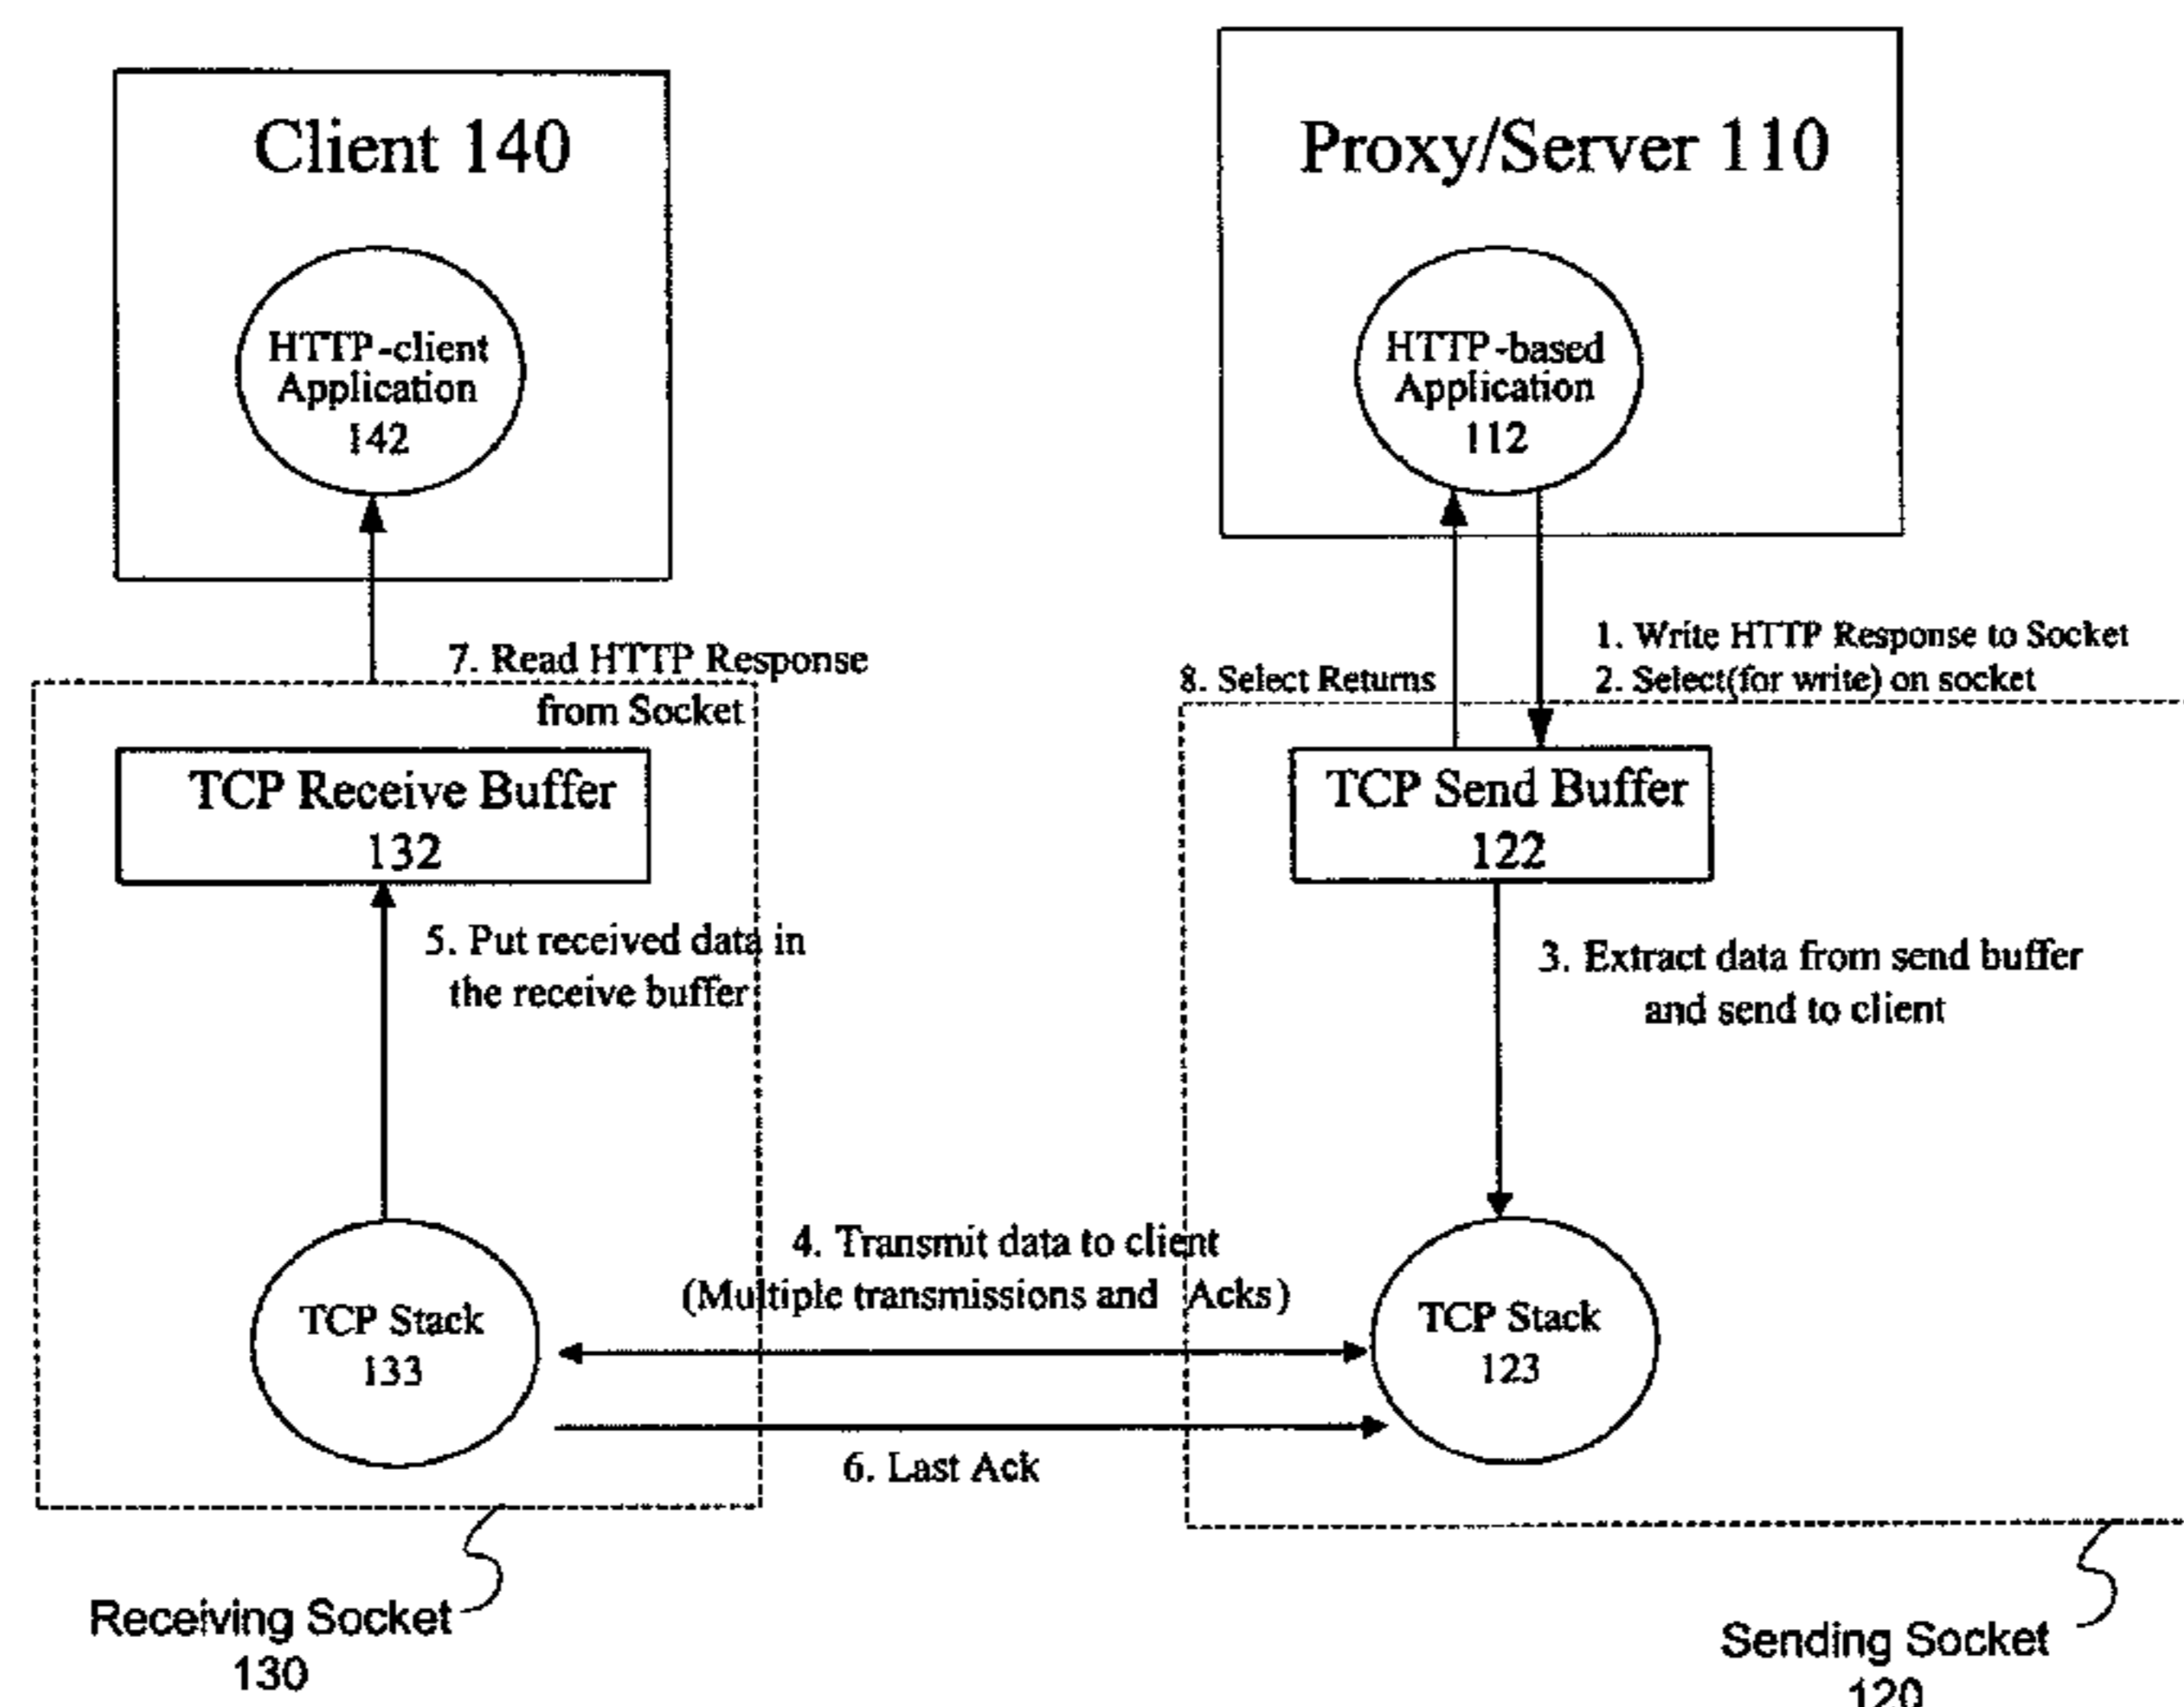 Client 140
HTTP-client
Application
142
Proxy/Server 110
HTTP-based
Application
112
7. Read HTTP Response
from Socket
8. Select Returns
1. Write HTTP Response to Socket
2. Select(for write) on socket
TCP Receive Buffer
132
TCP Send Buffer
122
5. Put received data in
the receive buffer
3. Extract data from send buffer
and send to client
4. Transmit data to client
(Multiple transmissions and Acks)
TCP Stack
133
TCP Stack
123
6. Last Ack
Receiving Socket
130
Sending Socket
120